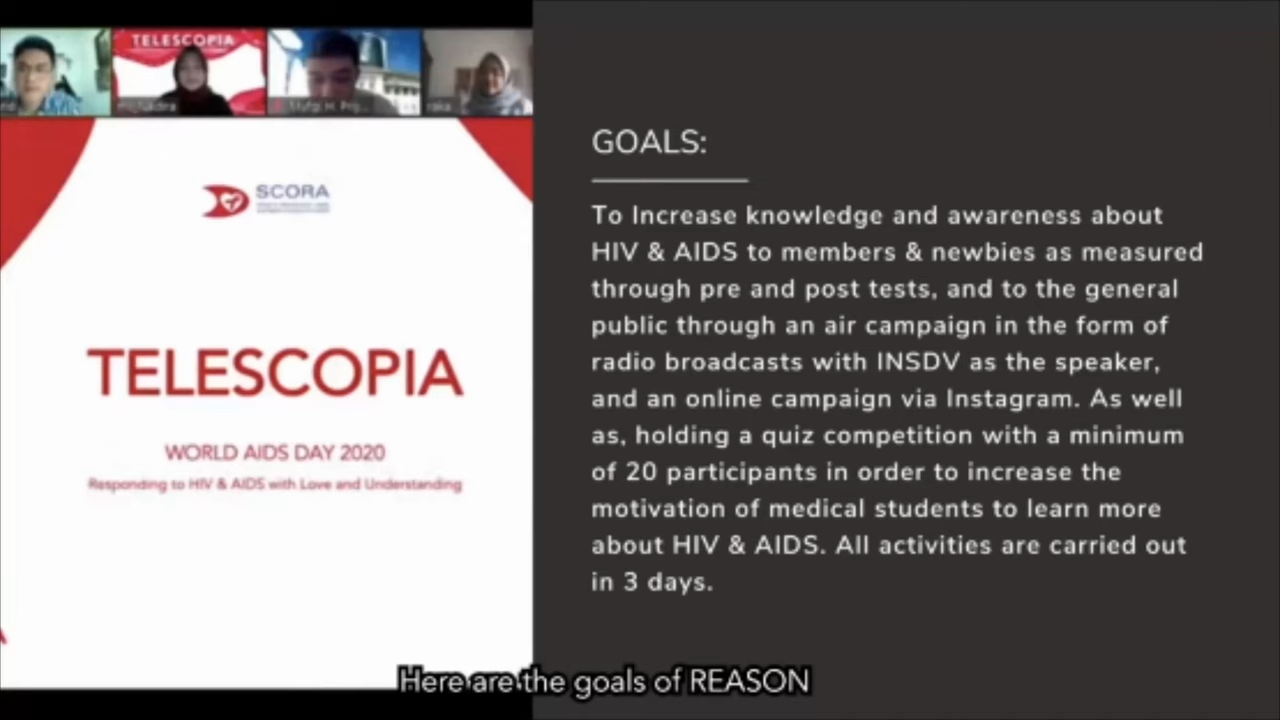 TELESCOPIA
SCORA
TELESCOPIA
WORLD AIDS DAY 2020
Responding to HIV & AIDS with Love and Understanding
GOALS:
To Increase knowledge and awareness about
HIV & AIDS to members & newbies as measured
through pre and post tests, and to the general
public through an air campaign in the form of
radio broadcasts with INSDV as the speaker,
and an online campaign via Instagram. As well
as, holding a quiz competition with a minimum
of 20 participants in order to increase the
motivation of medical students to learn more
about HIV & AIDS. All activities are carried out
in 3 days.
Here are the goals of REASON